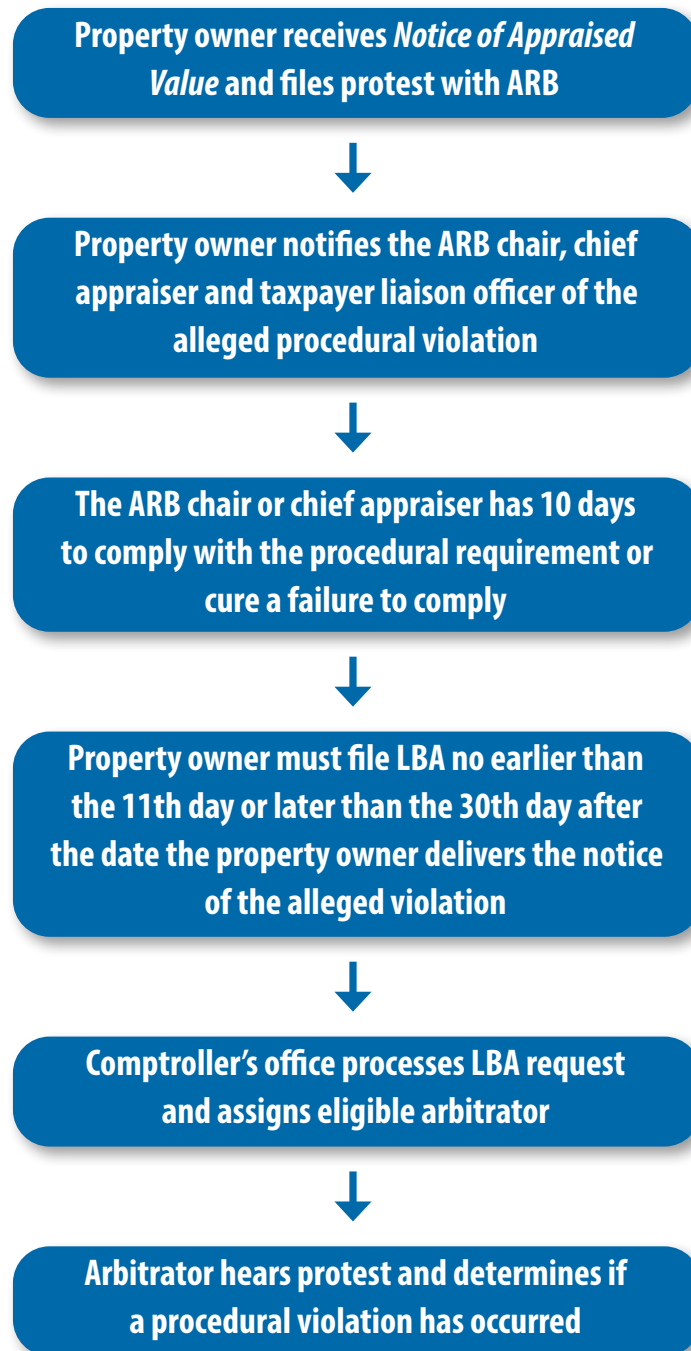 Property owner receives Notice of Appraised
Value and files protest with ARB
Property owner notifies the ARB chair, chief
appraiser and taxpayer liaison officer of the
alleged procedural violation
The ARB chair or chief appraiser has 10 days
to comply with the procedural requirement or
cure a failure to comply
Property owner must file LBA no earlier than
the 11th day or later than the 30th day after
the date the property owner delivers the notice
of the alleged violation
Comptroller’s office processes LBA request
and assigns eligible arbitrator
Arbitrator hears protest and determines if
a procedural violation has occurred